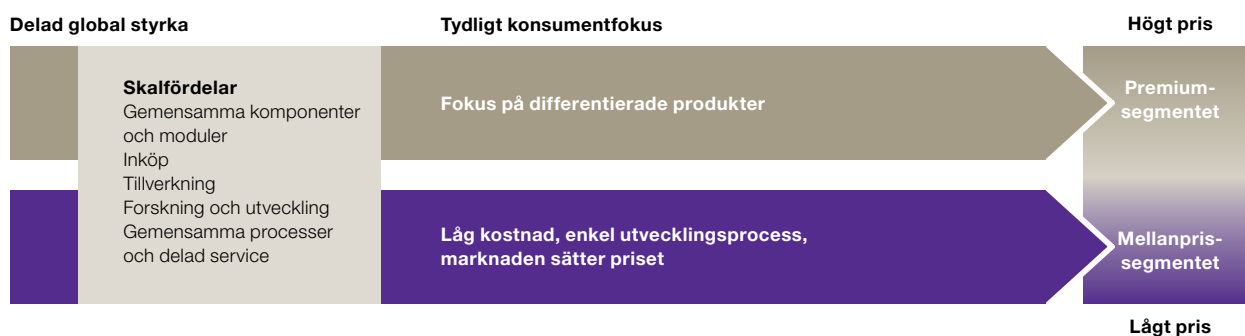 Delad global styrka
Tydligt konsumentfokus
Högt pris
Skalfördelar
Gemensamma komponenter
och moduler
Inköp
Tillverkning
Forskning och utveckling
Gemensamma processer
och delad service
Fokus på differentierade produkter
Premium-
segmentet
Låg kostnad, enkel utvecklingsprocess,
marknaden sätter priset
Mellanpris-
segmentet
Lågt pris